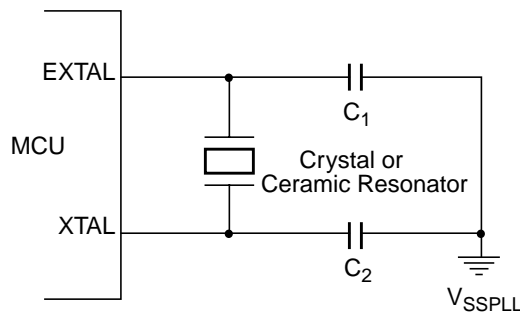 EXTAL
C1
MCU
Crystal or
Ceramic Resonator
XTAL
C2
VSSPLL